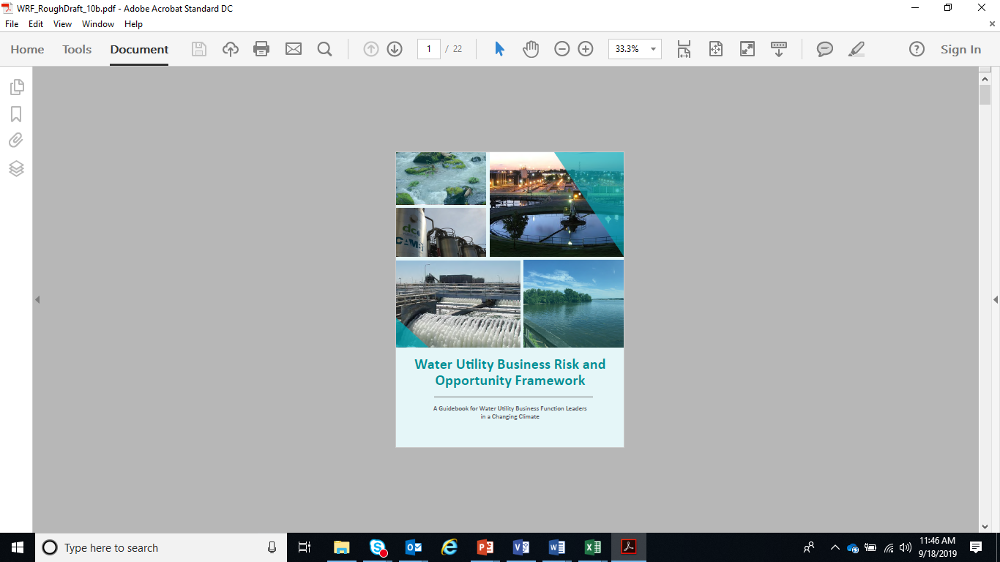 WRF_RoughDraft_10b.pdf - Adobe Acrobat Standard DC
File Edit View Window Help
Home Tools Document 1 / 22 33.3% Sign In
dc
CAMBI
Water Utility Business Risk and
Opportunity Framework
A Guidebook for Water Utility Business Function Leaders
in a Changing Climate
Type here to search
11:46 AM
9/18/2019